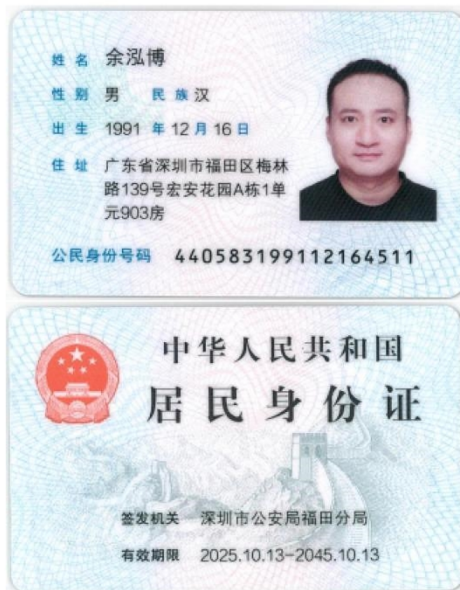 姓名 余泓博
性别 男 民族 汉
出生 1991 年 12 月 16 日
住址 广东省深圳市福田区梅林
路139号宏安花园A栋1单
元903房
公民身份号码 440583199112164511
中华人民共和国
居民身份证
签发机关 深圳市公安局福田分局
有效期限 2025.10.13-2045.10.13